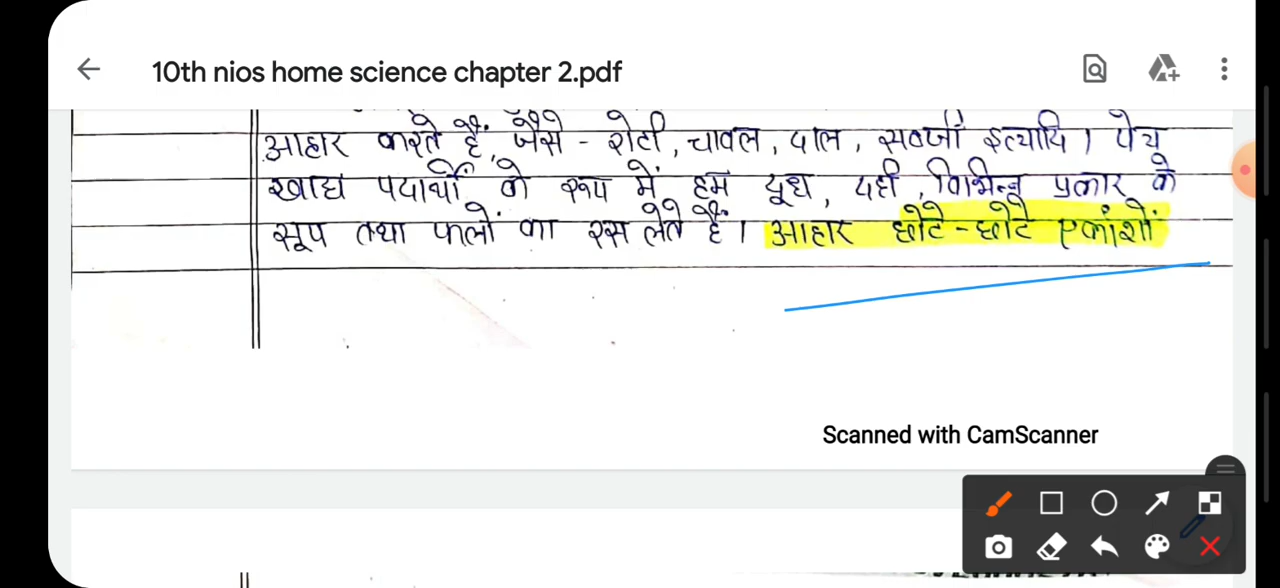 10th nios home science chapter 2.pdf
आहार करते हैं, जैसे - रोटी, चावल, दाल, सब्जी इत्यादि । पेय
खाद्य पदार्थों के रूप में हम दूध, दही, विभिन्न प्रकार के
सूप तथा फलों का रस लेते हैं। आहार छोटे-छोटे एकांशों
Scanned with CamScanner